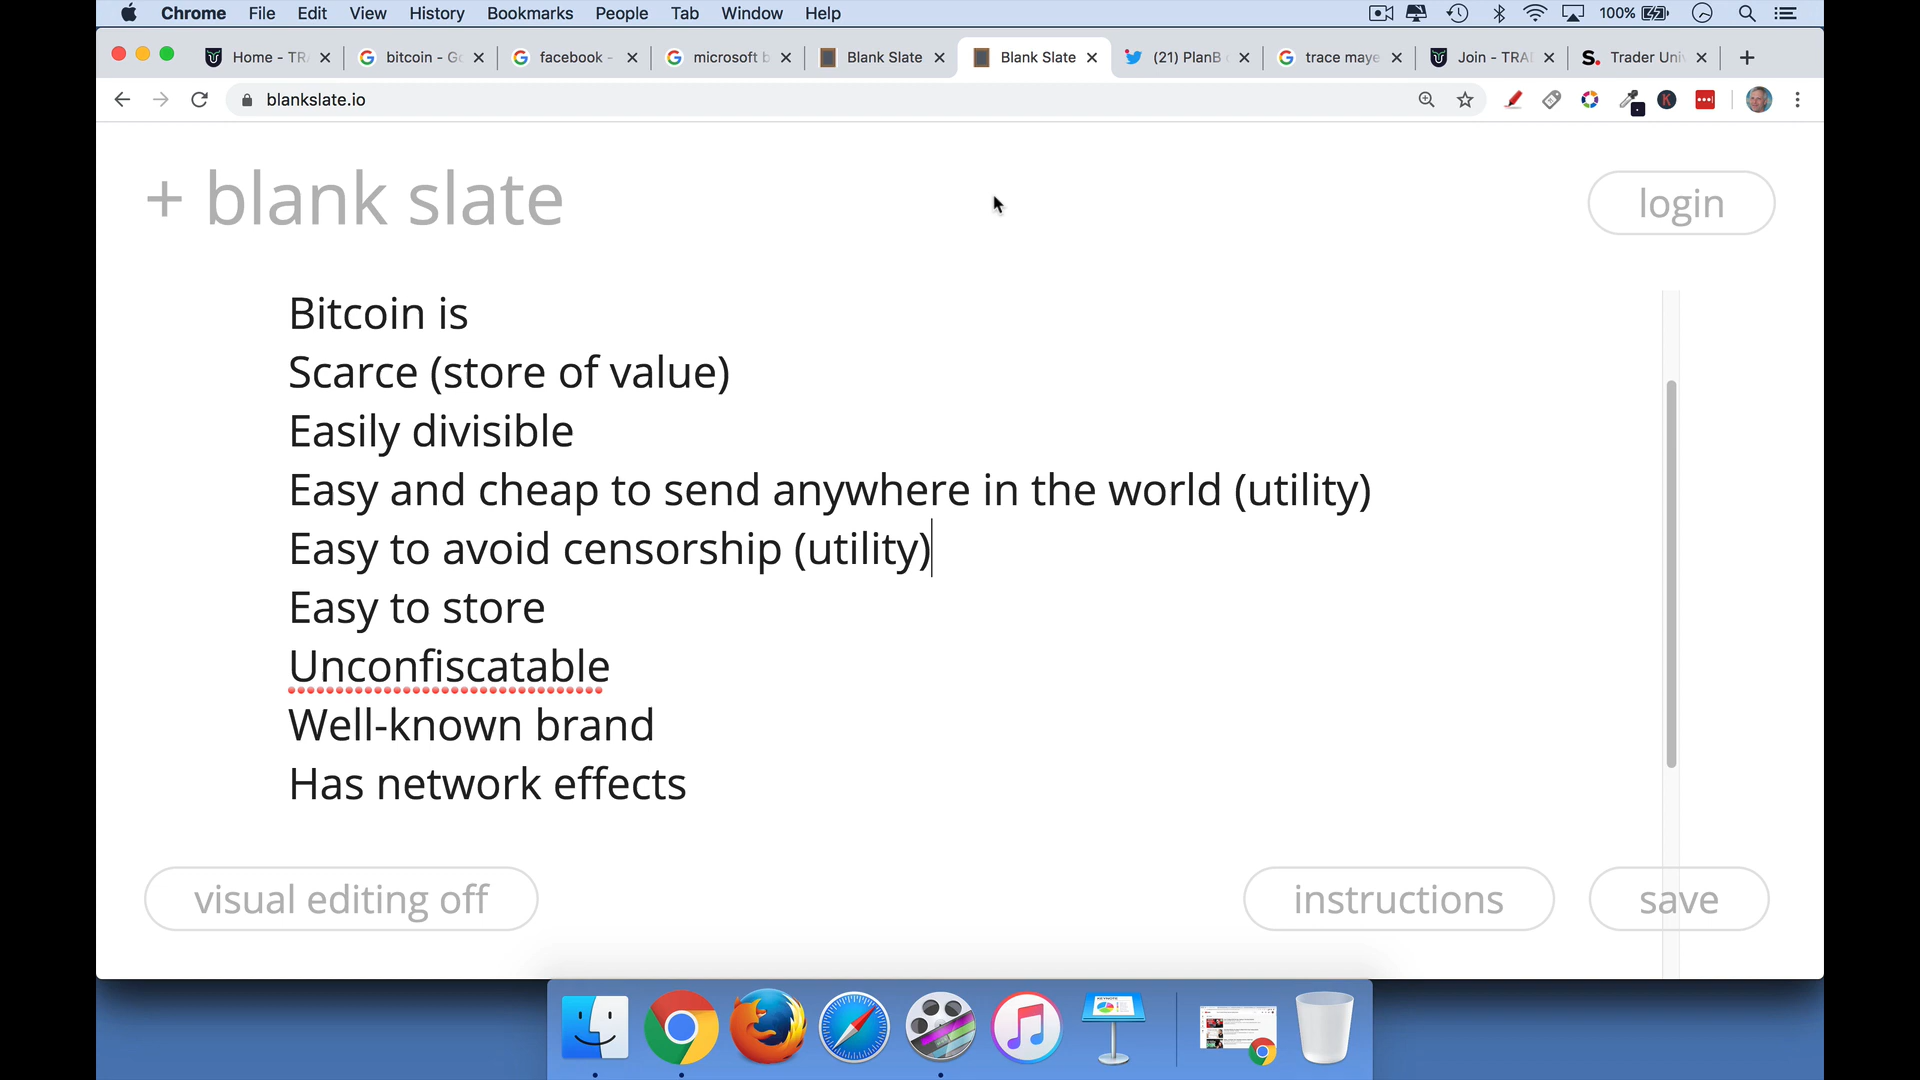 Chrome File Edit View History Bookmarks People Tab Window Help 100%
Home - TR bitcoin - Go facebook - microsoft b Blank Slate Blank Slate (21) PlanB trace maye Join - TRA Trader Uni
blankslate.io
+ blank slate
login
Bitcoin is
Scarce (store of value)
Easily divisible
Easy and cheap to send anywhere in the world (utility)
Easy to avoid censorship (utility)
Easy to store
Unconfiscatable
Well-known brand
Has network effects
visual editing off
instructions
save